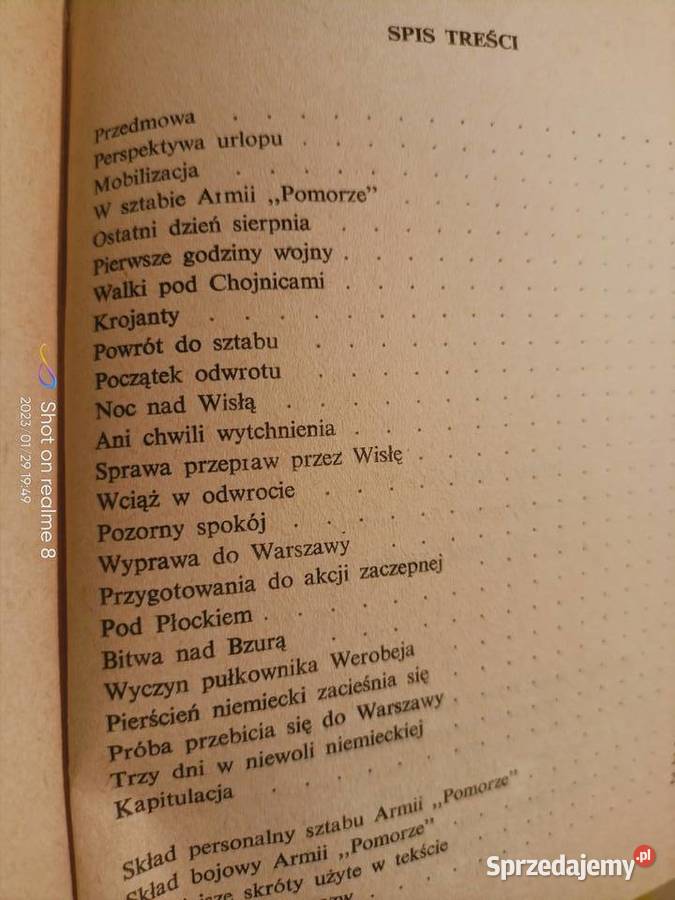 SPIS TREŚCI
Przedmowa
Perspektywa urlopu
Mobilizacja
W sztabie Armii „Pomorze”
Ostatni dzień sierpnia
Pierwsze godziny wojny
Walki pod Chojnicami
Krojanty
Powrót do sztabu
Początek odwrotu
Noc nad Wisłą
Ani chwili wytchnienia
Sprawa przepraw przez Wisłę
Wciąż w odwrocie
Pozorny spokój
Wyprawa do Warszawy
Przygotowania do akcji zaczepnej
Pod Płockiem
Bitwa nad Bzurą
Wyczyn pułkownika Werobeja
Pierścień niemiecki zacieśnia się
Próba przebicia się do Warszawy
Trzy dni w niewoli niemieckiej
Kapitulacja
Skład personalny sztabu Armii „Pomorze”
Skład bojowy Armii „Pomorze”
skróty użyte w tekście
Shot on realme 8
2023/01/29 19:49
Sprzedajemy.pl